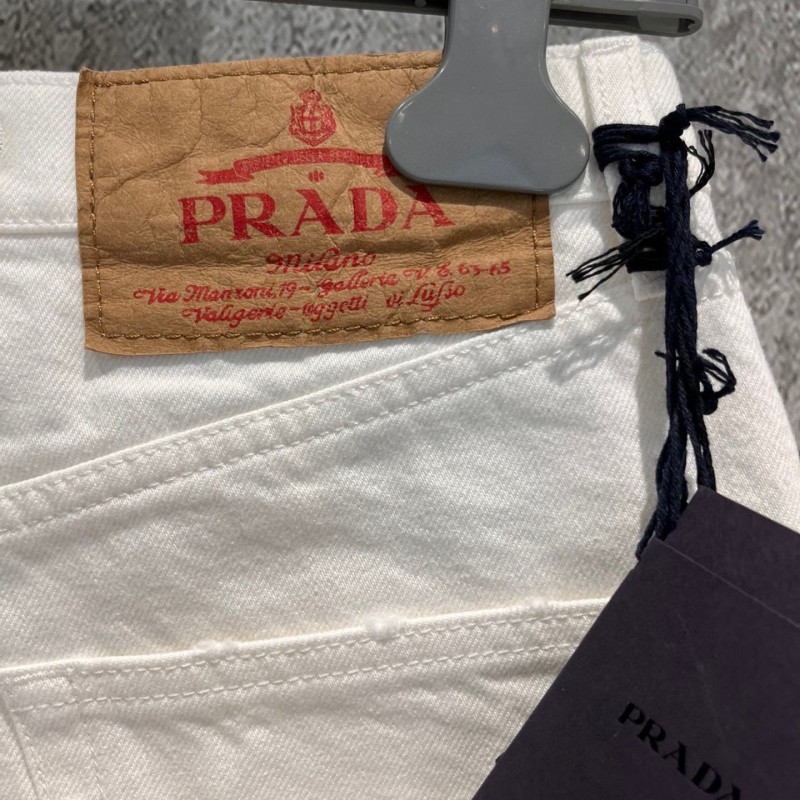 PRADA
Milano
Via Manzoni, 19 - Galleria V. E. 63-65
Valigerie - Oggetti di Lusso
PRADA